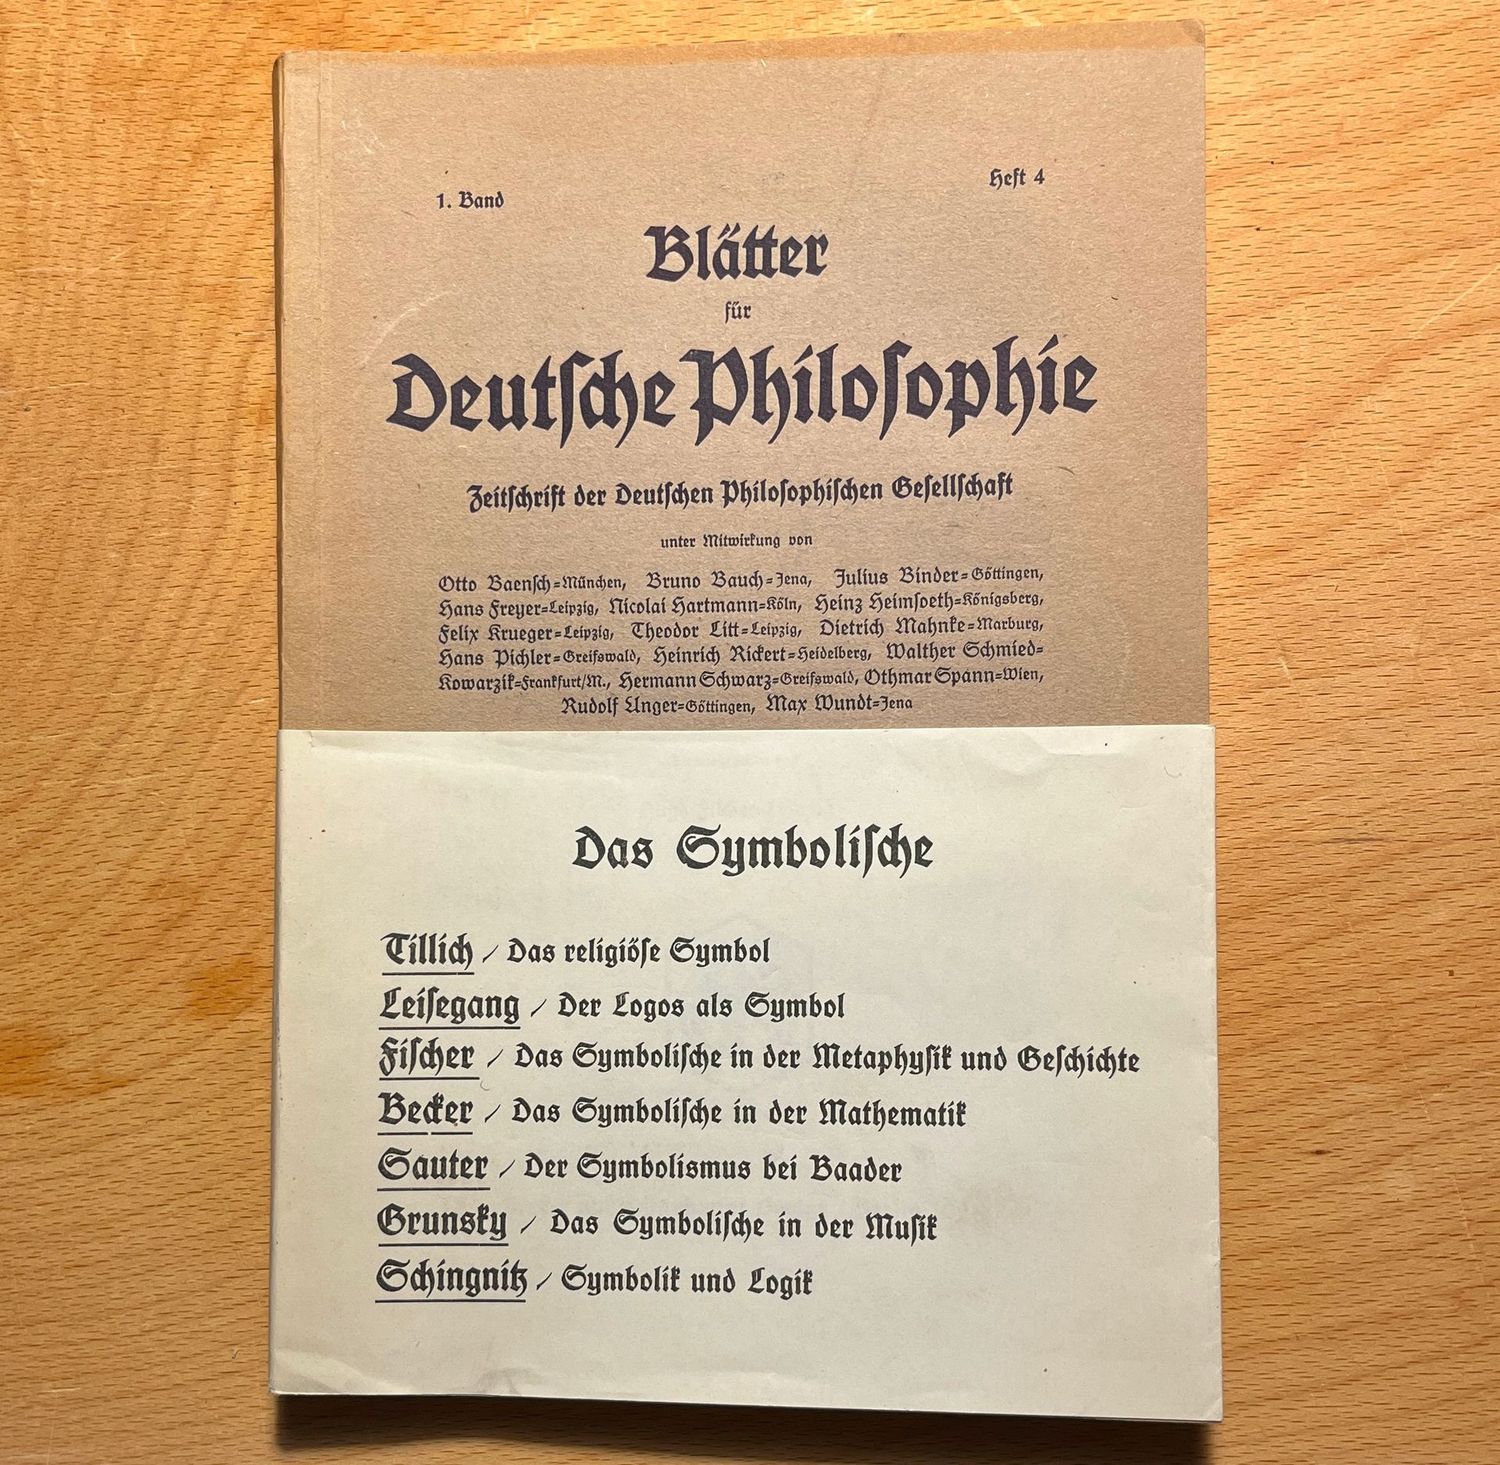 1. Band
Heft 4
Blätter
für
Deutſche Philoſophie
Zeitſchrift der Deutſchen Philoſophiſchen Geſellſchaft
unter Mitwirkung von
Otto Baenſch=München, Bruno Bauch=Jena, Julius Binder=Göttingen,
Hans Freyer=Leipzig, Nicolai Hartmann=Köln, Heinz Heimſoeth=Königsberg,
Felix Krueger=Leipzig, Theodor Litt=Leipzig, Dietrich Mahnke=Marburg,
Hans Pichler=Greifswald, Heinrich Rickert=Heidelberg, Walther Schmied=
Kowarzik=Frankfurt/M., Hermann Schwarz=Greifswald, Othmar Spann=Wien,
Rudolf Unger=Göttingen, Max Wundt=Jena
Das Symboliſche
Tillich / Das religiöſe Symbol
Leiſegang / Der Logos als Symbol
Fiſcher / Das Symboliſche in der Metaphyſik und Geſchichte
Becker / Das Symboliſche in der Mathematik
Sauter / Der Symbolismus bei Baader
Grunsky / Das Symboliſche in der Muſik
Schingnitz / Symbolik und Logik